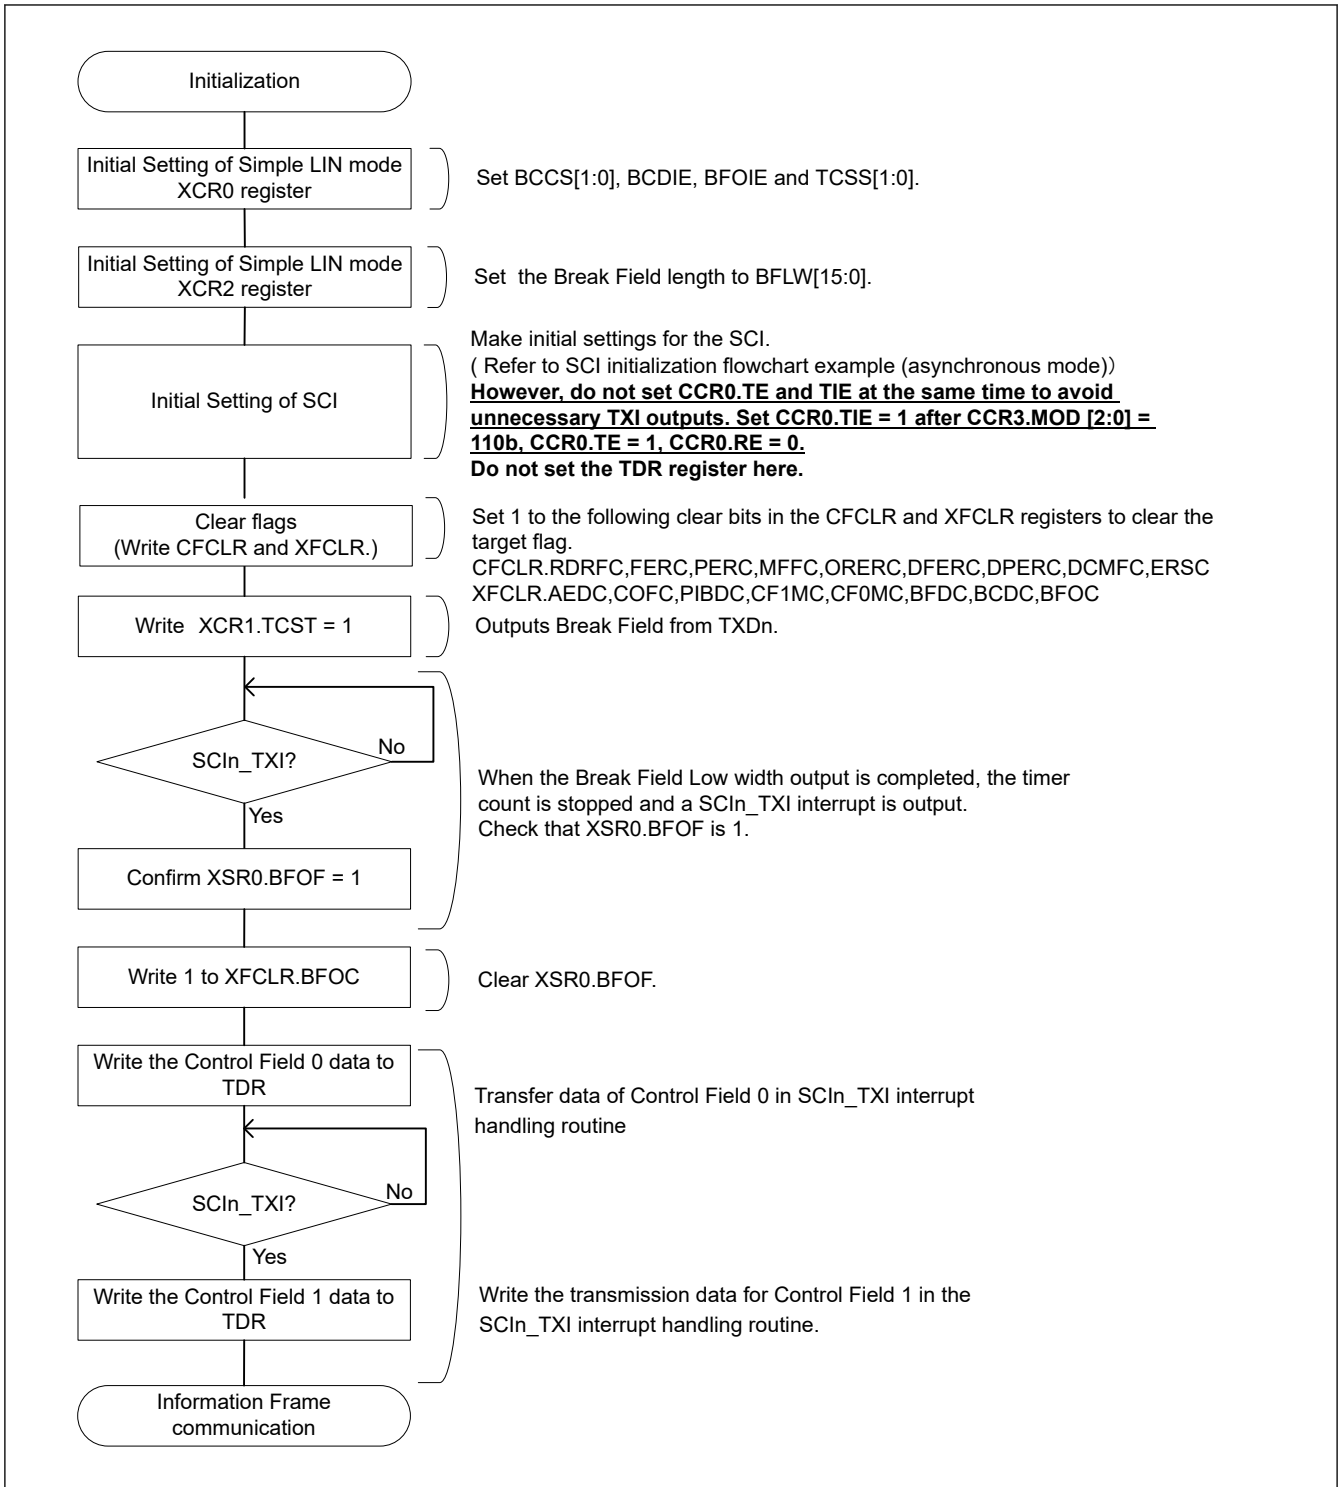 Initialization
Initial Setting of Simple LIN mode
XCR0 register
Set BCCS[1:0], BCDIE, BFOIE and TCSS[1:0].
Initial Setting of Simple LIN mode
XCR2 register
Set the Break Field length to BFLW[15:0].
Initial Setting of SCI
Make initial settings for the SCI.
( Refer to SCI initialization flowchart example (asynchronous mode)）
However, do not set CCR0.TE and TIE at the same time to avoid
unnecessary TXI outputs. Set CCR0.TIE = 1 after CCR3.MOD [2:0] =
110b, CCR0.TE = 1, CCR0.RE = 0.
Do not set the TDR register here.
Clear flags
(Write CFCLR and XFCLR.)
Set 1 to the following clear bits in the CFCLR and XFCLR registers to clear the
target flag.
CFCLR.RDRFC,FERC,PERC,MFFC,ORERC,DFERC,DPERC,DCMFC,ERSC
XFCLR.AEDC,COFC,PIBDC,CF1MC,CF0MC,BFDC,BCDC,BFOC
Write XCR1.TCST = 1
Outputs Break Field from TXDn.
SCIn_TXI?
No
Yes
When the Break Field Low width output is completed, the timer
count is stopped and a SCIn_TXI interrupt is output.
Check that XSR0.BFOF is 1.
Confirm XSR0.BFOF = 1
Write 1 to XFCLR.BFOC
Clear XSR0.BFOF.
Write the Control Field 0 data to
TDR
Transfer data of Control Field 0 in SCIn_TXI interrupt
handling routine
SCIn_TXI?
No
Yes
Write the Control Field 1 data to
TDR
Write the transmission data for Control Field 1 in the
SCIn_TXI interrupt handling routine.
Information Frame
communication